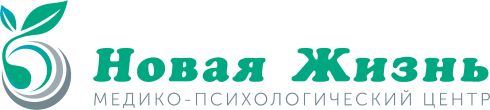 Новая Жизнь
МЕДИКО-ПСИХОЛОГИЧЕСКИЙ ЦЕНТР